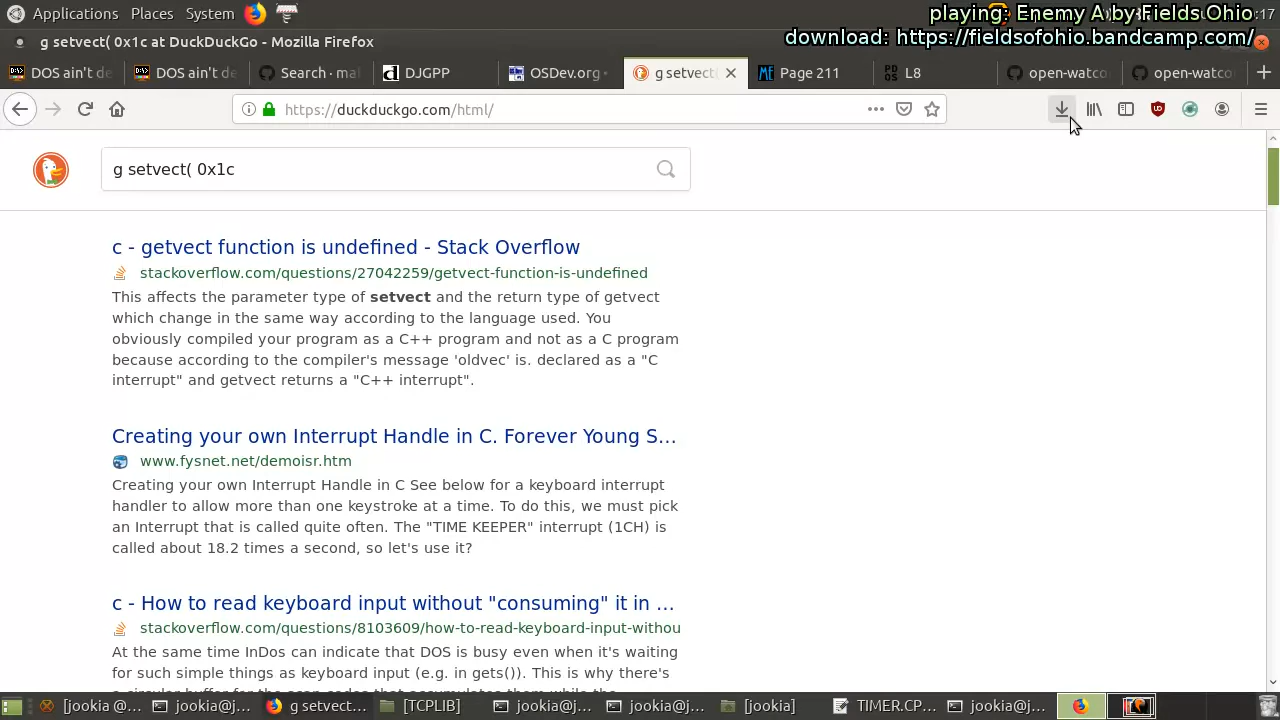 Applications Places System
playing: Enemy A by Fields Ohio
:17
g setvect( 0x1c at DuckDuckGo - Mozilla Firefox
download: https://fieldsofohio.bandcamp.com/
DOS ain't de
DOS ain't de
Search · mai
DJGPP
OSDev.org
g setvect(
Page 211
L8
open-watco
open-watco
https://duckduckgo.com/html/
g setvect( 0x1c
c - getvect function is undefined - Stack Overflow
stackoverflow.com/questions/27042259/getvect-function-is-undefined
This affects the parameter type of setvect and the return type of getvect
which change in the same way according to the language used. You
obviously compiled your program as a C++ program and not as a C program
because according to the compiler's message 'oldvec' is. declared as a "C
interrupt" and getvect returns a "C++ interrupt".
Creating your own Interrupt Handle in C. Forever Young S...
www.fysnet.net/demoisr.htm
Creating your own Interrupt Handle in C See below for a keyboard interrupt
handler to allow more than one keystroke at a time. To do this, we must pick
an Interrupt that is called quite often. The "TIME KEEPER" interrupt (1CH) is
called about 18.2 times a second, so let's use it?
c - How to read keyboard input without "consuming" it in ...
stackoverflow.com/questions/8103609/how-to-read-keyboard-input-withou
At the same time InDos can indicate that DOS is busy even when it's waiting
for such simple things as keyboard input (e.g. in gets()). This is why there's
[jookia @... jookia@j... g setvect... [TCPLIB] jookia@j... jookia@j... [jookia] TIMER.CP... jookia@j...